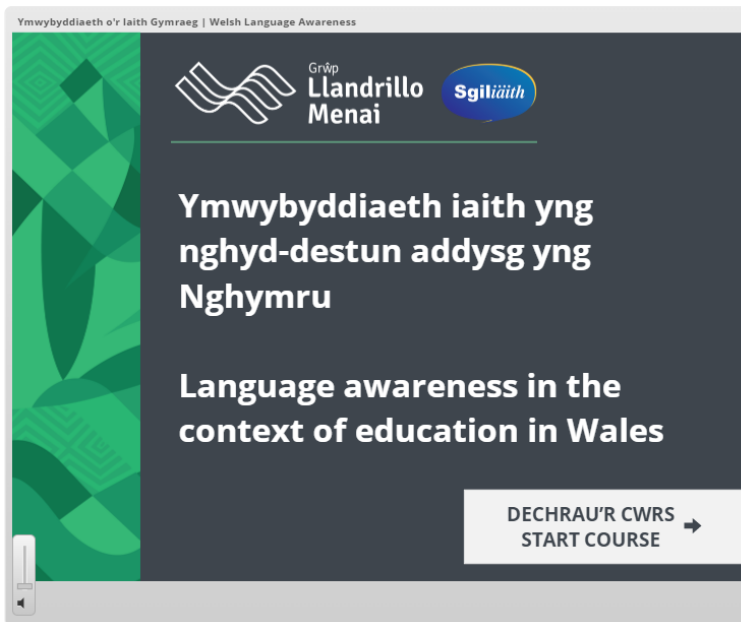 Ymwybyddiaeth o'r Iaith Gymraeg | Welsh Language Awareness
Grŵp
Llandrillo
Menai
Sgiliaith
Ymwybyddiaeth iaith yng
nghyd-destun addysg yng
Nghymru
Language awareness in the
context of education in Wales
DECHRAU'R CWRS
START COURSE